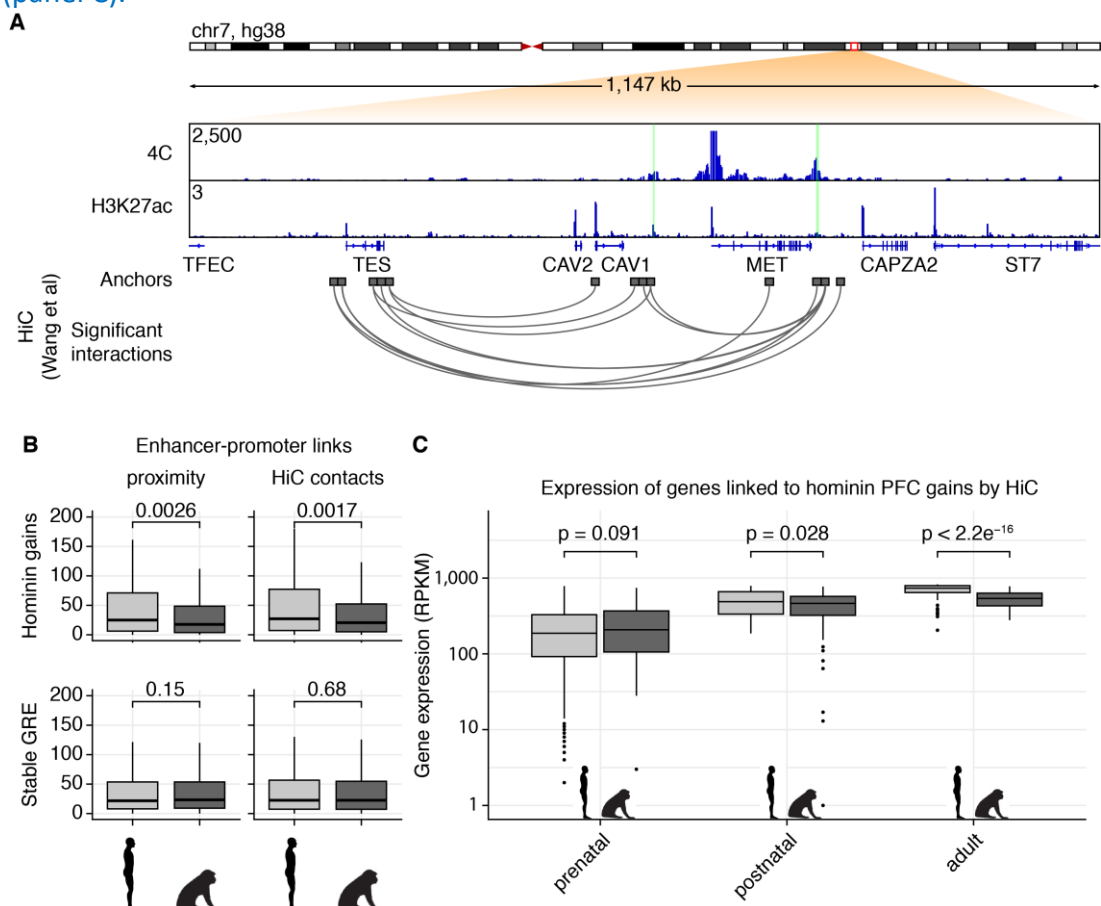 (panel C).
A
chr7, hg38
1,147 kb
4C
2,500
H3K27ac
3
TFEC TES CAV2 CAV1 MET CAPZA2 ST7
Anchors
HiC
(Wang et al)
Significant
interactions
B
Enhancer-promoter links
proximity HiC contacts
Hominin gains
200
150
100
50
0
0.0026
0.0017
Stable GRE
200
150
100
50
0
0.15
0.68
C
Expression of genes linked to hominin PFC gains by HiC
Gene expression (RPKM)
1,000
100
10
1
p = 0.091
p = 0.028
p < 2.2e⁻¹⁶
prenatal
postnatal
adult